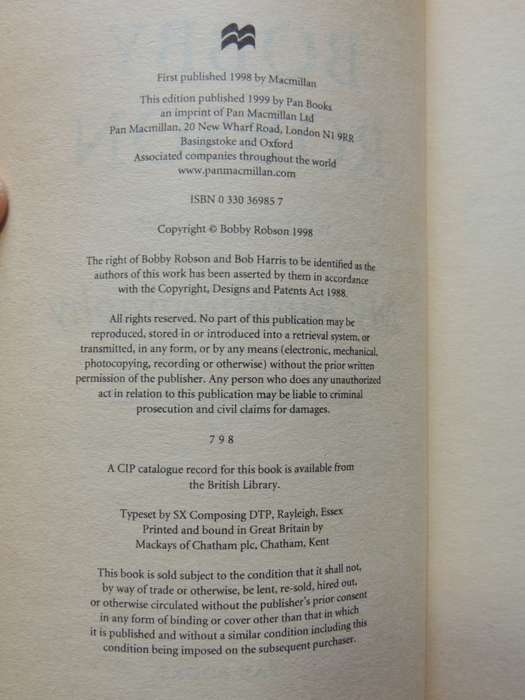 First published 1998 by Macmillan
This edition published 1999 by Pan Books
an imprint of Pan Macmillan Ltd
Pan Macmillan, 20 New Wharf Road, London N1 9RR
Basingstoke and Oxford
Associated companies throughout the world
www.panmacmillan.com
ISBN 0 330 36985 7
Copyright © Bobby Robson 1998
The right of Bobby Robson and Bob Harris to be identified as the
authors of this work has been asserted by them in accordance
with the Copyright, Designs and Patents Act 1988.
All rights reserved. No part of this publication may be
reproduced, stored in or introduced into a retrieval system, or
transmitted, in any form, or by any means (electronic, mechanical,
photocopying, recording or otherwise) without the prior written
permission of the publisher. Any person who does any unauthorized
act in relation to this publication may be liable to criminal
prosecution and civil claims for damages.
7 9 8
A CIP catalogue record for this book is available from
the British Library.
Typeset by SX Composing DTP, Rayleigh, Essex
Printed and bound in Great Britain by
Mackays of Chatham plc, Chatham, Kent
This book is sold subject to the condition that it shall not,
by way of trade or otherwise, be lent, re-sold, hired out,
or otherwise circulated without the publisher's prior consent
in any form of binding or cover other than that in which
it is published and without a similar condition including this
condition being imposed on the subsequent purchaser.